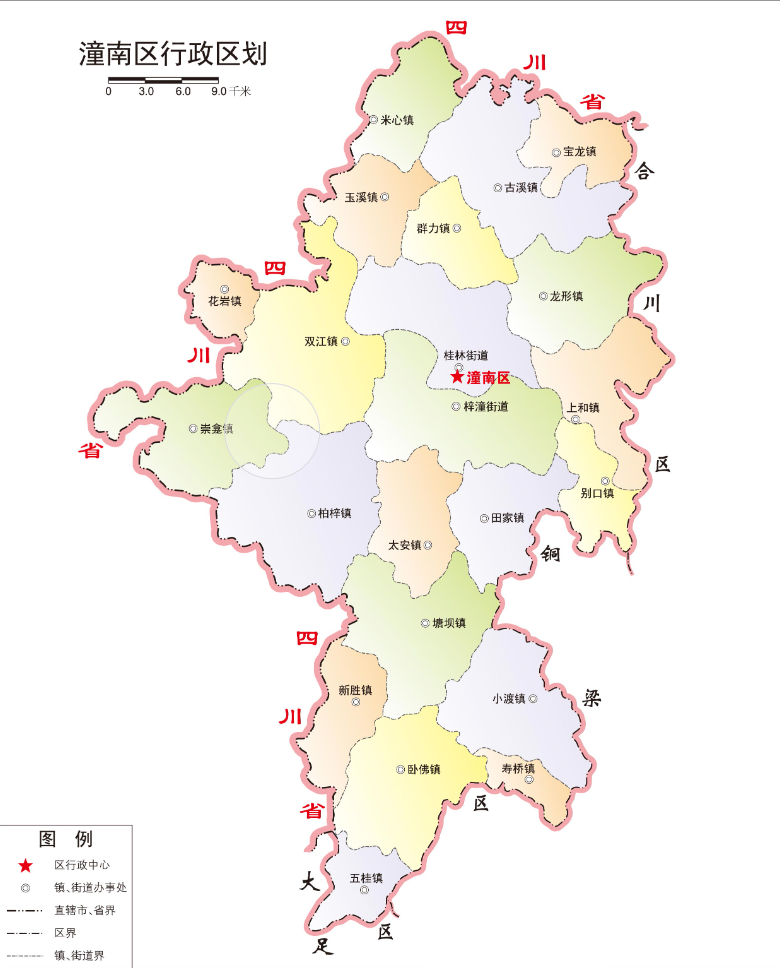 潼南区行政区划
0 3.0 6.0 9.0 千米
四
川
省
米心镇
宝龙镇
合
古溪镇
玉溪镇
群力镇
四
花岩镇
龙形镇
川
双江镇
川
桂林街道
潼南区
梓潼街道
上和镇
崇龛镇
省
区
别口镇
柏梓镇
田家镇
太安镇
铜
塘坝镇
四
新胜镇
小渡镇
梁
川
卧佛镇
寿桥镇
区
省
五桂镇
大
区
足
图 例
区行政中心
镇、街道办事处
直辖市、省界
区界
镇、街道界